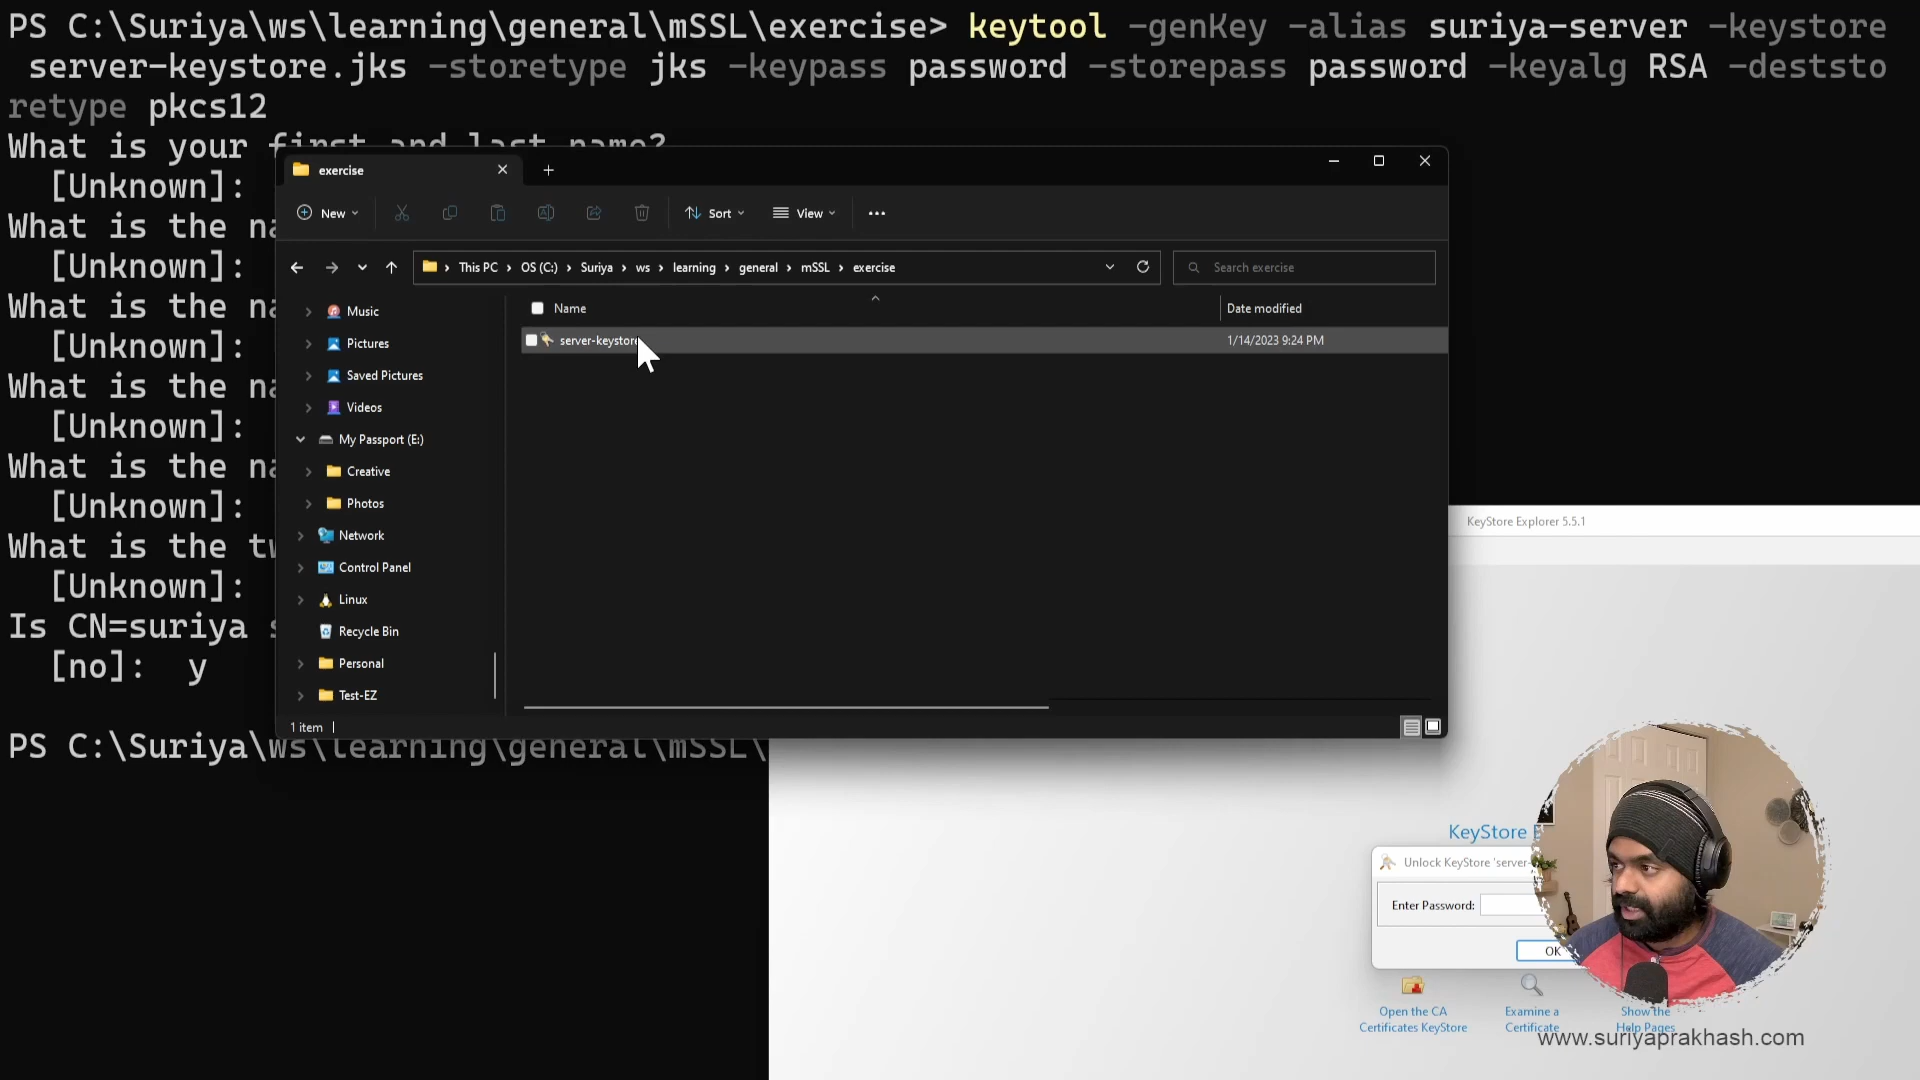 PS C:\Suriya\ws\learning\general\mSSL\exercise> keytool -genKey -alias suriya-server -keystore
server-keystore.jks -storetype jks -keypass password -storepass password -keyalg RSA -deststo
retype pkcs12
What is your first and last name?
[Unknown]:
What is the na
[Unknown]:
What is the na
[Unknown]:
What is the na
[Unknown]:
What is the na
[Unknown]:
What is the tw
[Unknown]:
Is CN=suriya s
[no]: y
PS C:\Suriya\ws\learning\general\mSSL\
exercise
New
Sort
View
This PC > OS (C:) > Suriya > ws > learning > general > mSSL > exercise
Search exercise
Name
Date modified
server-keystore
1/14/2023 9:24 PM
Music
Pictures
Saved Pictures
Videos
My Passport (E:)
Creative
Photos
Network
Control Panel
Linux
Recycle Bin
Personal
Test-EZ
1 item
KeyStore Explorer 5.5.1
KeyStore E
Unlock KeyStore 'server-
Enter Password:
OK
Open the CA
Certificates KeyStore
Examine a
Certificate
Show the
Help Pages
www.suriyaprakhash.com